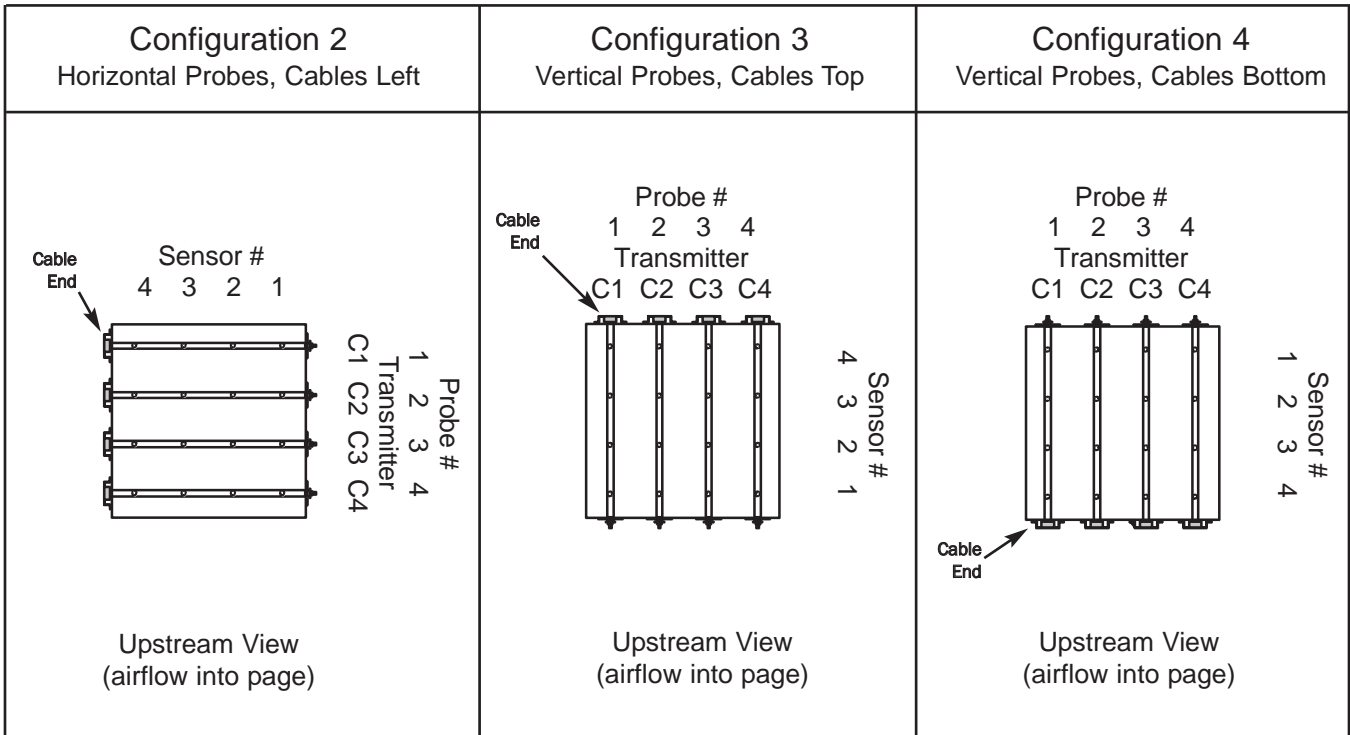 Configuration 2
Horizontal Probes, Cables Left
Cable
End
Sensor #
4 3 2 1
Probe #
1 2 3 4
Transmitter
C1 C2 C3 C4
Upstream View
(airflow into page)
Configuration 3
Vertical Probes, Cables Top
Cable
End
Probe #
1 2 3 4
Transmitter
C1 C2 C3 C4
Sensor #
4 3 2 1
Upstream View
(airflow into page)
Configuration 4
Vertical Probes, Cables Bottom
Probe #
1 2 3 4
Transmitter
C1 C2 C3 C4
Sensor #
1 2 3 4
Cable
End
Upstream View
(airflow into page)